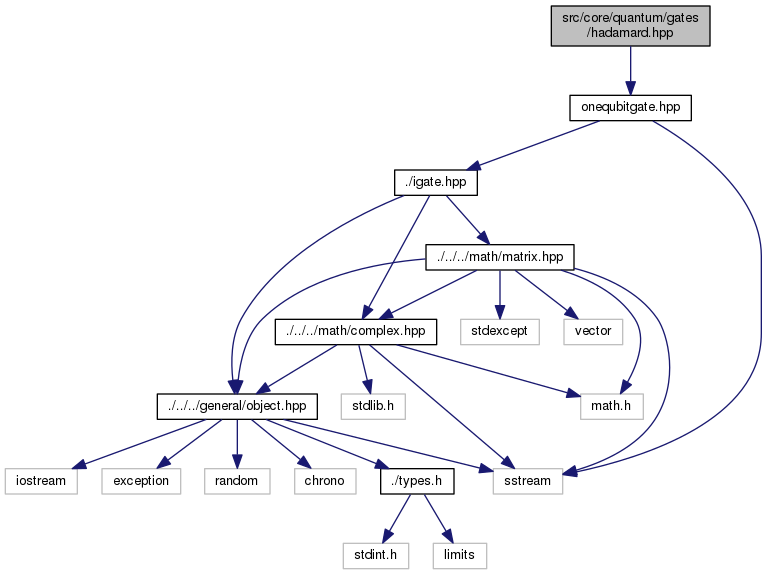 src/core/quantum/gates
/hadamard.hpp
onequbitgate.hpp
./igate.hpp
./../../math/matrix.hpp
./../../math/complex.hpp
stdexcept
vector
./../../general/object.hpp
stdlib.h
math.h
iostream
exception
random
chrono
./types.h
sstream
stdint.h
limits